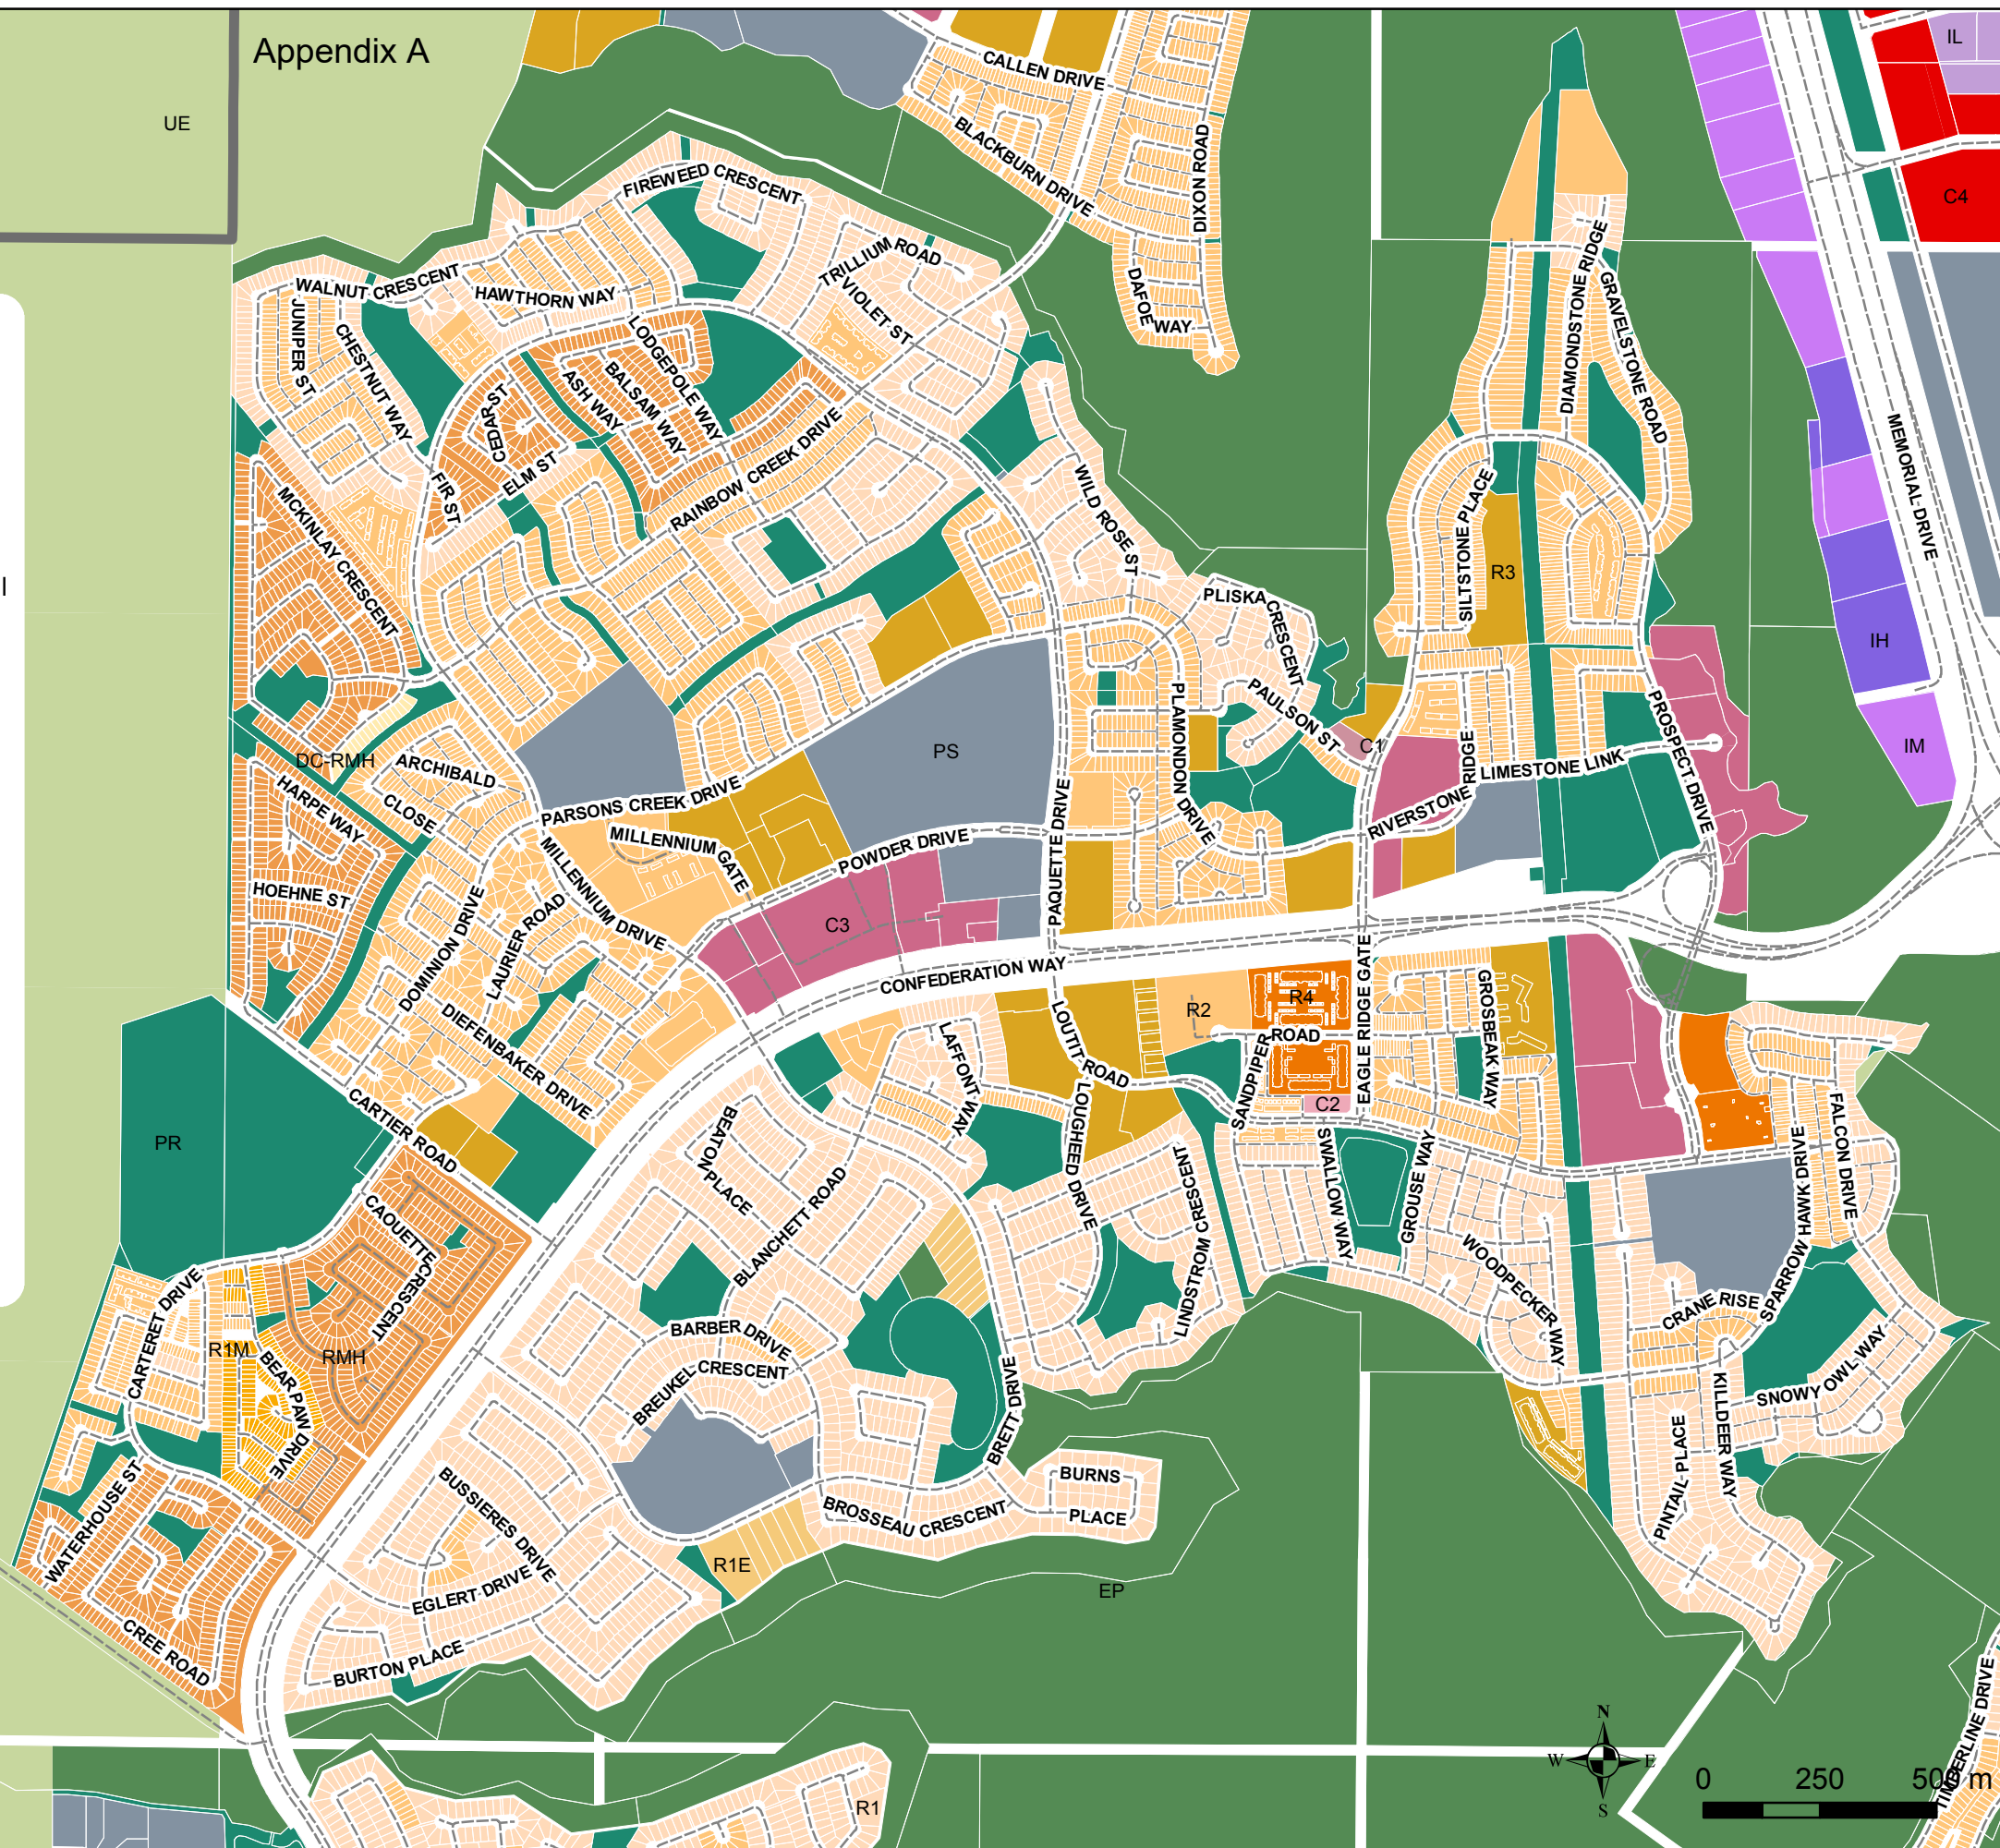 Appendix A
UE
IL
C4
CALLEN DRIVE
BLACKBURN DRIVE
DIXON ROAD
DAFOE WAY
FIREWEED CRESCENT
TRILLIUM ROAD
VIOLET ST
WALNUT CRESCENT
HAWTHORN WAY
JUNIPER ST
CHESTNUT WAY
LODGEPOLE WAY
BALSAM WAY
ASH WAY
CEDAR ST
ELM ST
FIR ST
RAINBOW CREEK DRIVE
MCKINLAY CRESCENT
WILD ROSE ST
DIAMONDSTONE RIDGE
GRAVELSTONE ROAD
SILTSTONE PLACE
R3
MEMORIAL DRIVE
IH
IM
I
PLISKA CRESCENT
PAULSON ST
PLAMONDON DRIVE
C1
PROSPECT DRIVE
LIMESTONE LINK
RIVERSTONE RIDGE
DC-RMH
ARCHIBALD CLOSE
HARPE WAY
HOEHNE ST
PARSONS CREEK DRIVE
PS
MILLENNIUM GATE
MILLENNIUM DRIVE
POWDER DRIVE
PAQUETTE DRIVE
C3
DOMINION DRIVE
LAURIER ROAD
DIEFENBAKER DRIVE
CONFEDERATION WAY
CARTIER ROAD
PR
LAFFONT WAY
LOUTIT ROAD
LOUGHEED DRIVE
R2
R4
SANDPIPER ROAD
C2
EAGLE RIDGE GATE
GROSBEAK WAY
SWALLOW WAY
GROUSE WAY
WOODPECKER WAY
FALCON DRIVE
SPARROW HAWK DRIVE
CRANE RISE
SNOWY OWL WAY
KILLDEER WAY
PINTAIL PLACE
LINDSTROM CRESCENT
BEATON PLACE
BLANCHETT ROAD
BARBER DRIVE
BREUKEL CRESCENT
BRETT DRIVE
BURNS PLACE
BROSSEAU CRESCENT
CAOUETTE CRESCENT
CARTERET DRIVE
R1M
RMH
BEAR PAW DRIVE
WATERHOUSE ST
CREE ROAD
BUSSIERES DRIVE
EGLERT DRIVE
BURTON PLACE
R1E
EP
R1
TIMBERLINE DRIVE
N
W E
S
0 250 500 m